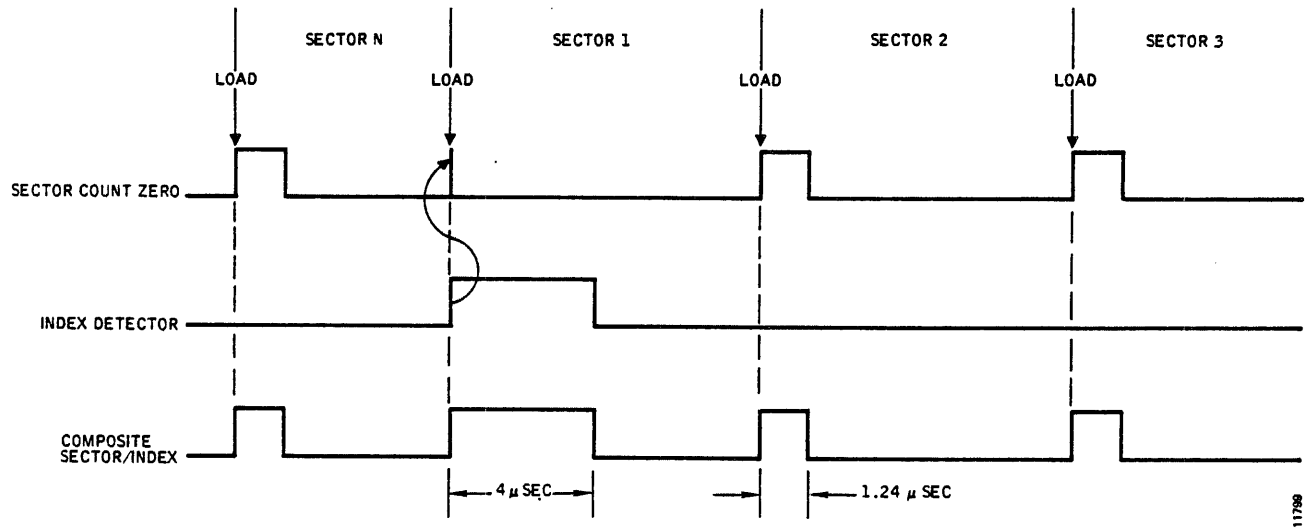 SECTOR N SECTOR 1 SECTOR 2 SECTOR 3
LOAD LOAD LOAD LOAD
SECTOR COUNT ZERO
INDEX DETECTOR
COMPOSITE
SECTOR/INDEX
4 μ SEC 1.24 μ SEC
11799